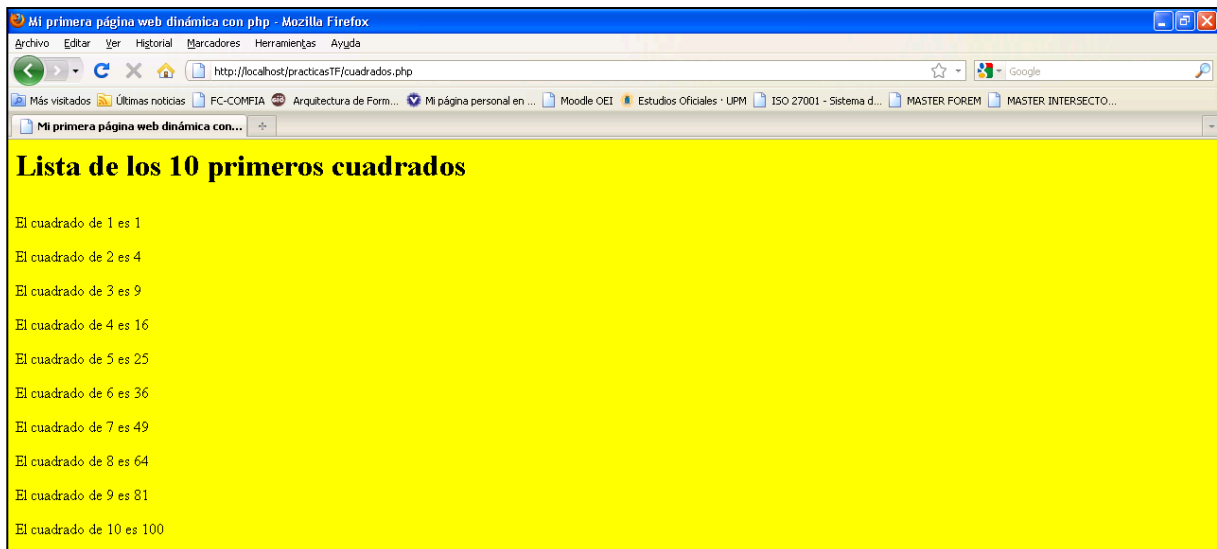 Mi primera página web dinámica con php - Mozilla Firefox
Archivo Editar Ver Historial Marcadores Herramientas Ayuda
http://localhost/practicasTF/cuadrados.php Google
Más visitados Últimas noticias FC-COMFIA Arquitectura de Form... Mi página personal en ... Moodle OEI Estudios Oficiales · UPM ISO 27001 - Sistema d... MASTER FOREM MASTER INTERSECTO...
Mi primera página web dinámica con...
Lista de los 10 primeros cuadrados
El cuadrado de 1 es 1
El cuadrado de 2 es 4
El cuadrado de 3 es 9
El cuadrado de 4 es 16
El cuadrado de 5 es 25
El cuadrado de 6 es 36
El cuadrado de 7 es 49
El cuadrado de 8 es 64
El cuadrado de 9 es 81
El cuadrado de 10 es 100